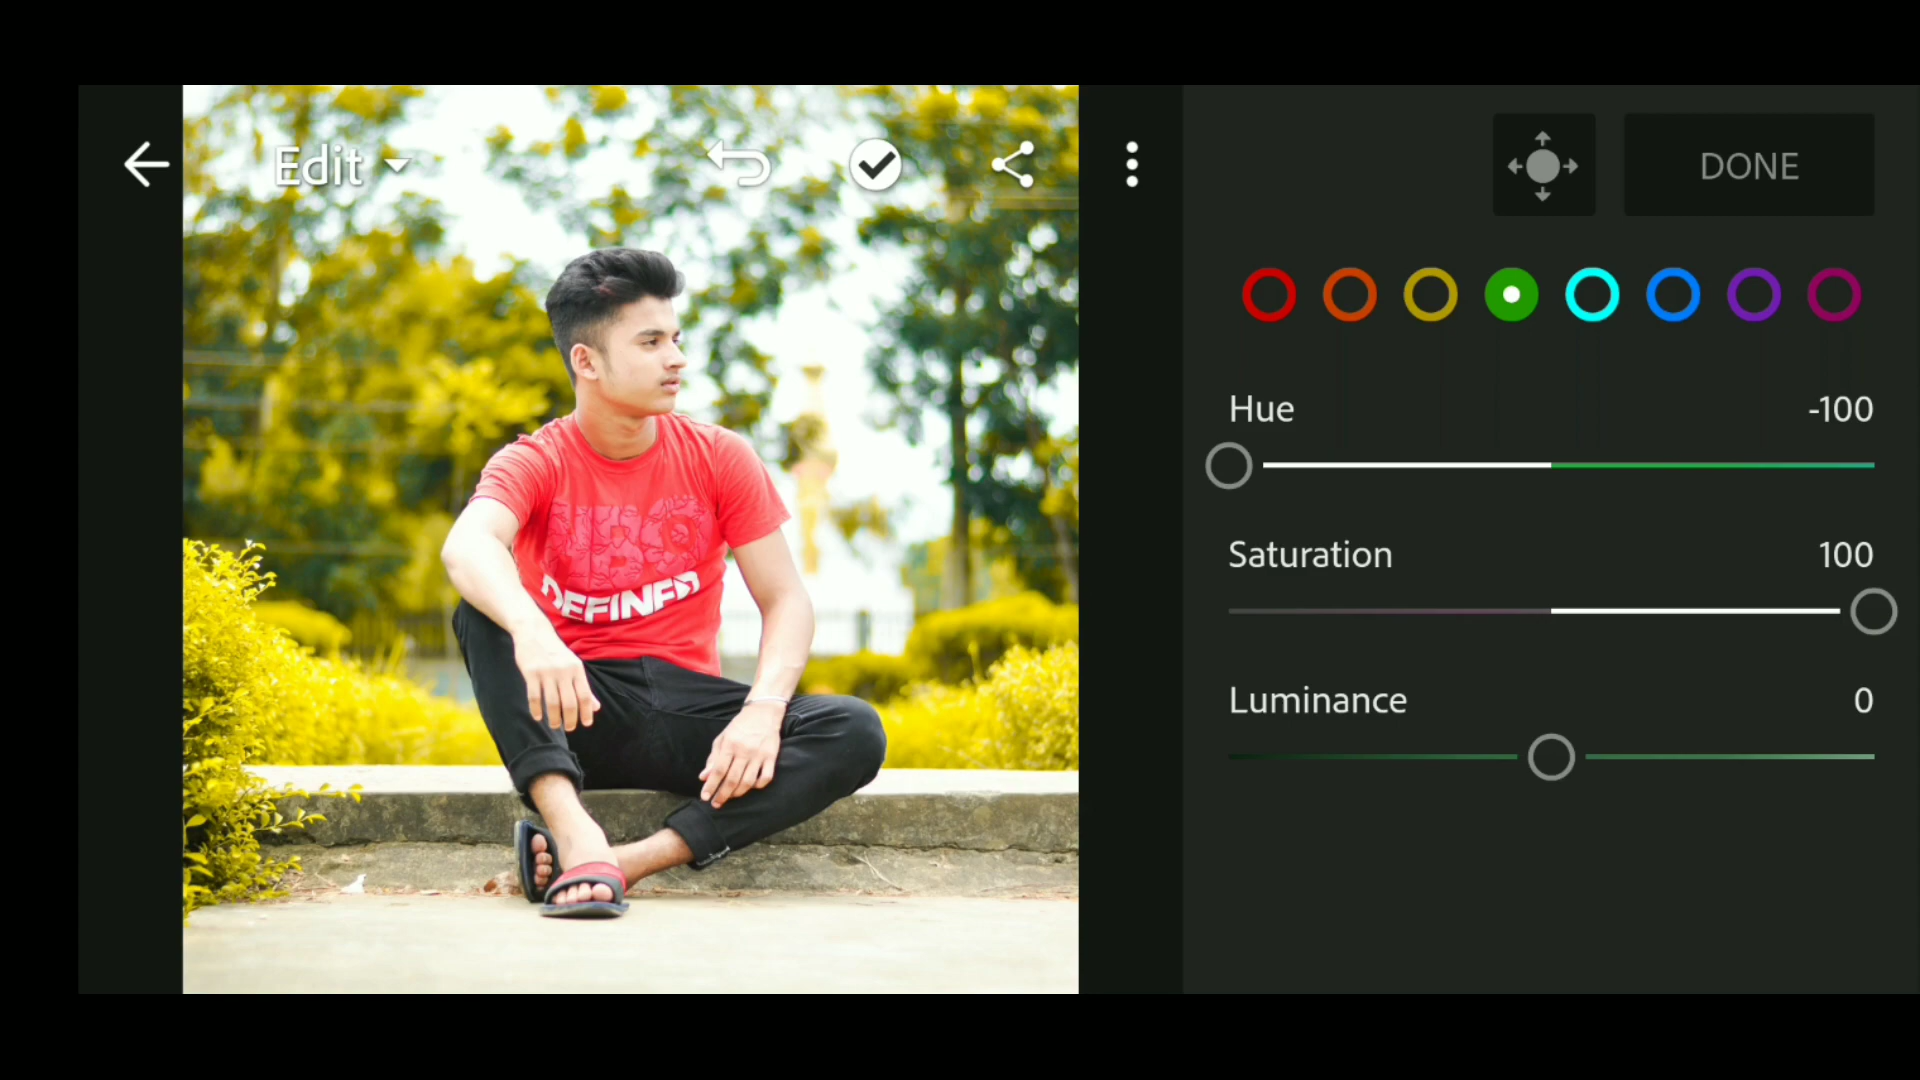 Edit
DONE
Hue -100
Saturation 100
Luminance 0
DEFINED